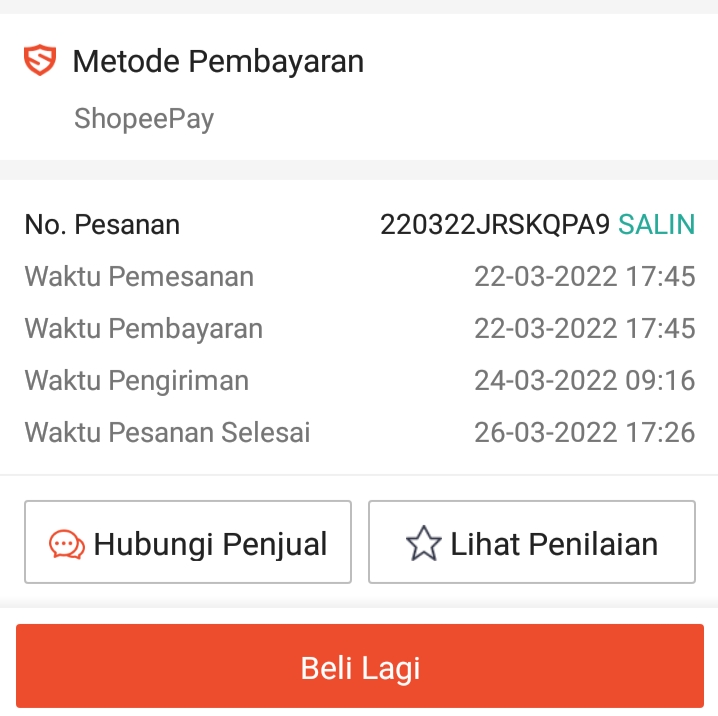 Metode Pembayaran
ShopeePay
No. Pesanan 220322JRSKQPA9 SALIN
Waktu Pemesanan 22-03-2022 17:45
Waktu Pembayaran 22-03-2022 17:45
Waktu Pengiriman 24-03-2022 09:16
Waktu Pesanan Selesai 26-03-2022 17:26
Hubungi Penjual Lihat Penilaian
Beli Lagi